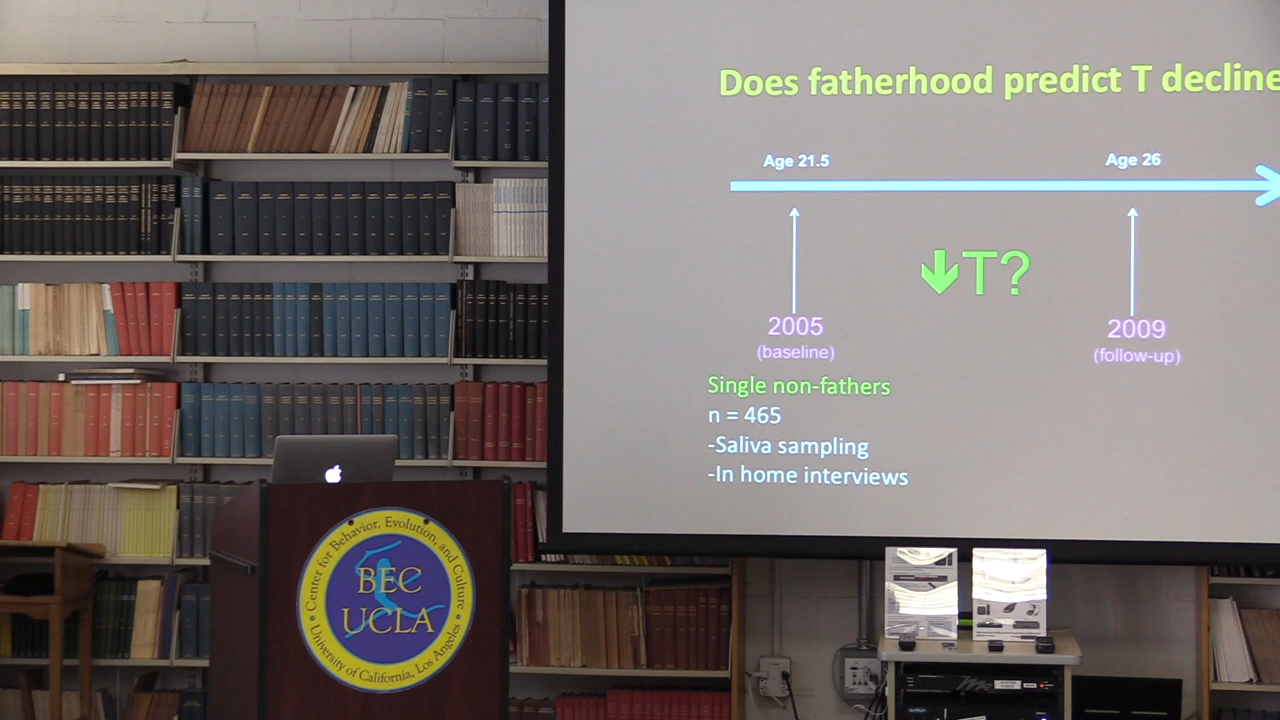 Does fatherhood predict T decline
Age 21.5
Age 26
T?
2005
(baseline)
2009
(follow-up)
Single non-fathers
n = 465
-Saliva sampling
-In home interviews
Center for Behavior, Evolution, and Culture
BEC
UCLA
University of California, Los Angeles